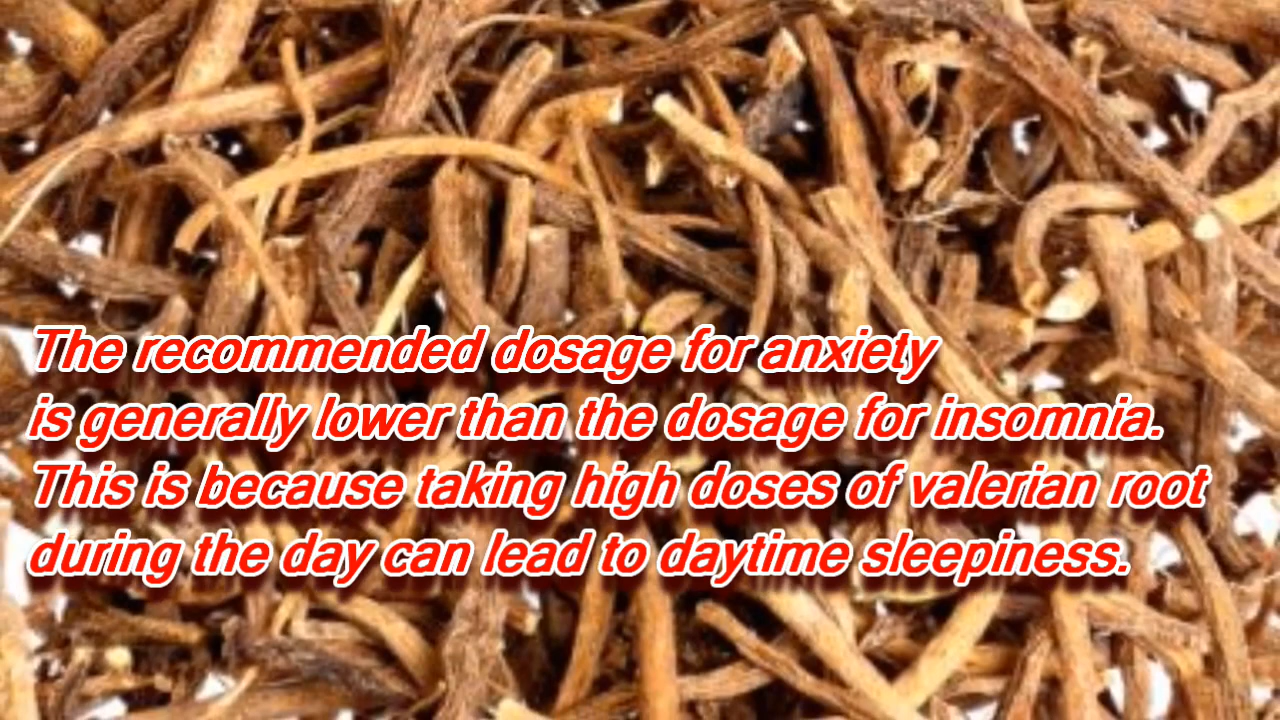 The recommended dosage for anxiety
is generally lower than the dosage for insomnia.
This is because taking high doses of valerian root
during the day can lead to daytime sleepiness.